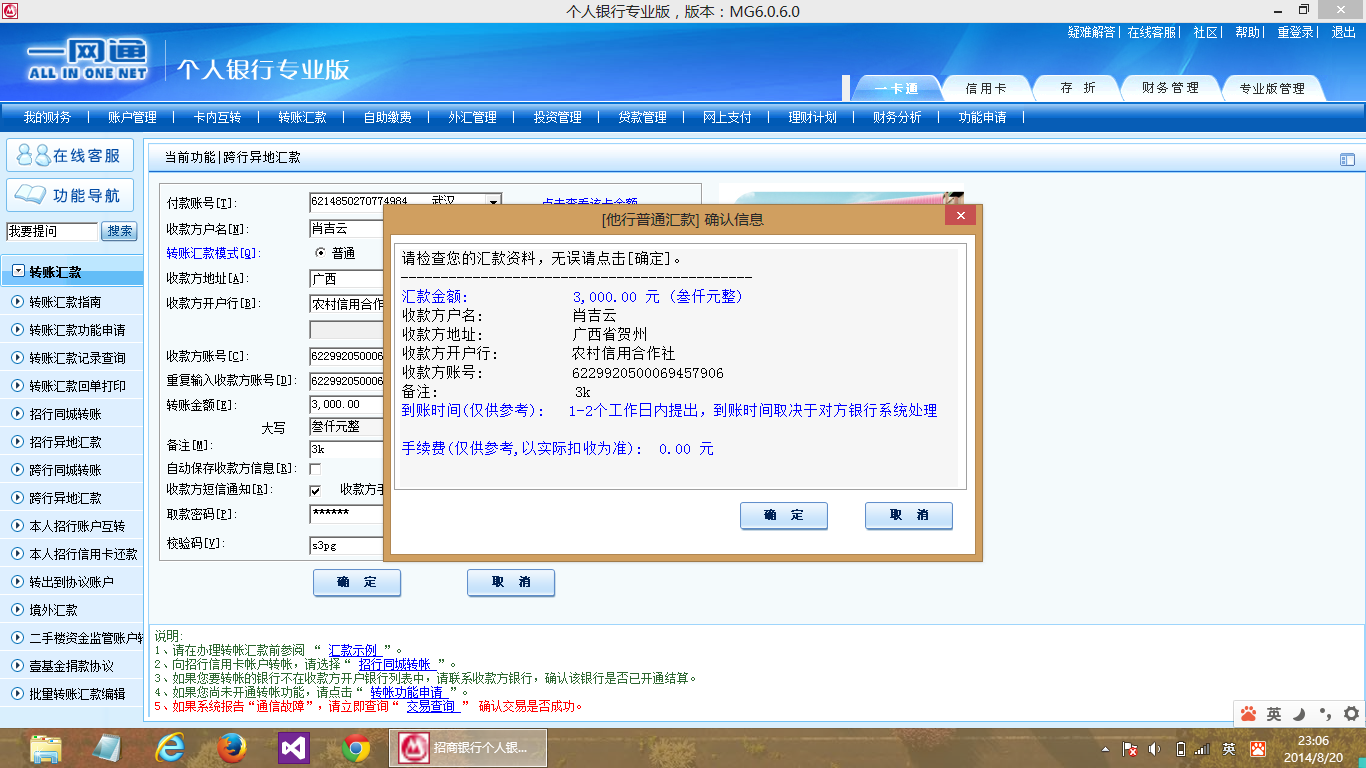 个人银行专业版，版本：MG6.0.6.0
疑难解答| 在线客服| 社区| 帮助| 重登录| 退出
一网通
ALL IN ONE NET
个人银行专业版
一卡通
信用卡
存 折
财务管理
专业版管理
我的财务 | 账户管理 | 卡内互转 | 转账汇款 | 自助缴费 | 外汇管理 | 投资管理 | 贷款管理 | 网上支付 | 理财计划 | 财务分析 | 功能申请 |
在线客服
功能导航
我要提问 搜索
转账汇款
转账汇款指南
转账汇款功能申请
转账汇款记录查询
转账汇款回单打印
招行同城转账
招行异地汇款
跨行同城转账
跨行异地汇款
本人招行账户互转
本人招行信用卡还款
转出到协议账户
境外汇款
二手楼资金监管账户转
壹基金捐款协议
批量转账汇款编辑
当前功能|跨行异地汇款
付款账号[T]: 6214850270774984 武汉 点击查看该卡余额
收款方户名[N]: 肖吉云
转账汇款模式[Q]: 普通
收款方地址[A]: 广西
收款方开户行[B]: 农村信用合作
收款方账号[C]: 622992050006
重复输入收款方账号[D]: 622992050006
转账金额[E]: 3,000.00
大写 叁仟元整
备注[M]: 3k
自动保存收款方信息[K]:
收款方短信通知[R]: 收款方手
取款密码[P]: ******
校验码[V]: s3pg
确 定 取 消
[他行普通汇款] 确认信息
请检查您的汇款资料，无误请点击[确定]。
--------------------------------------------
汇款金额: 3,000.00 元 (叁仟元整)
收款方户名: 肖吉云
收款方地址: 广西省贺州
收款方开户行: 农村信用合作社
收款方账号: 6229920500069457906
备注: 3k
到账时间(仅供参考): 1-2个工作日内提出，到账时间取决于对方银行系统处理
手续费(仅供参考,以实际扣收为准): 0.00 元
确 定 取 消
说明:
1、请在办理转帐汇款前参阅 “ 汇款示例 ”。
2、向招行信用卡帐户转帐，请选择“ 招行同城转帐 ”。
3、如果您要转帐的银行不在收款方开户银行列表中，请联系收款方银行，确认该银行是否已开通结算。
4、如果您尚未开通转帐功能，请点击“ 转帐功能申请 ”。
5、如果系统报告“通信故障”，请立即查询“ 交易查询 ” 确认交易是否成功。
英
招商银行个人银...
英
23:06
2014/8/20